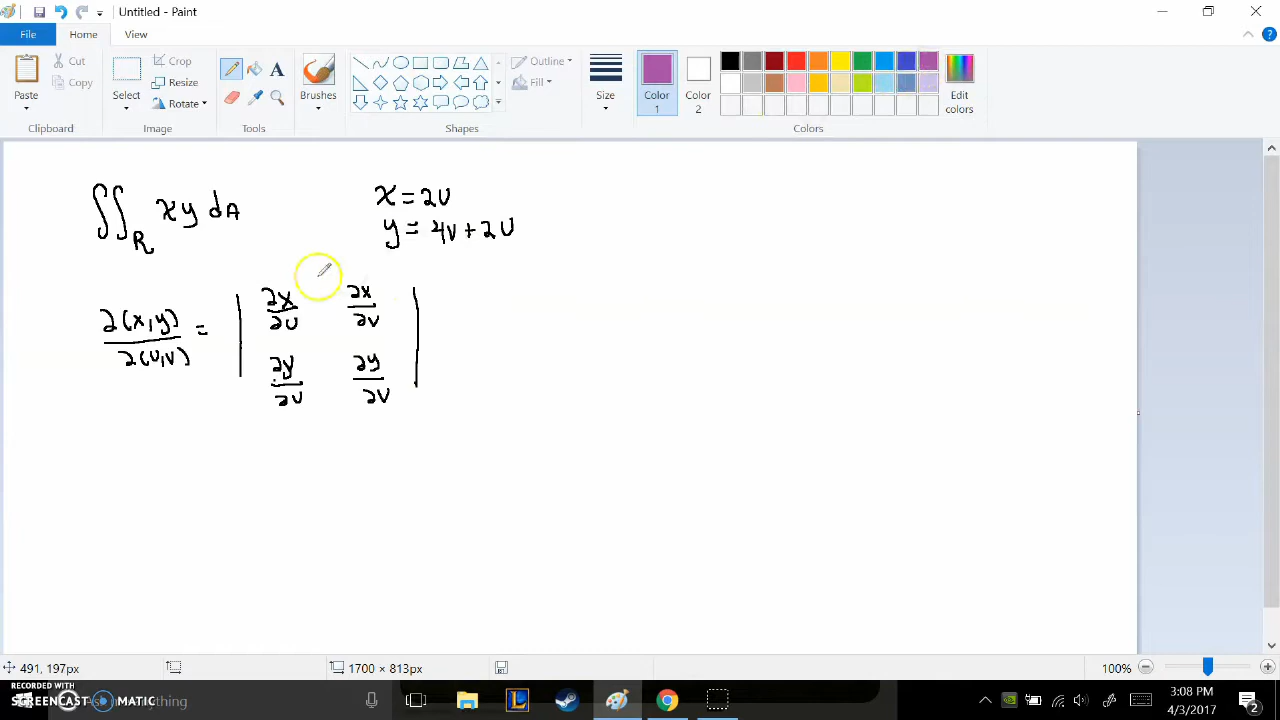 Untitled - Paint
File Home View
Paste Cut Copy Select Crop Resize Rotate Brushes Outline Fill Size Color 1 Color 2 Edit colors
Clipboard Image Tools Shapes Colors
∬_R xy dA
x = 2u
y = 4v + 2u
∂(x,y)/∂(u,v) = | ∂x/∂u ∂x/∂v
∂y/∂u ∂y/∂v |
491, 197px 1700 × 813px 100%
RECORDED WITH
SCREENCAST MATIC
3:08 PM
4/3/2017
2